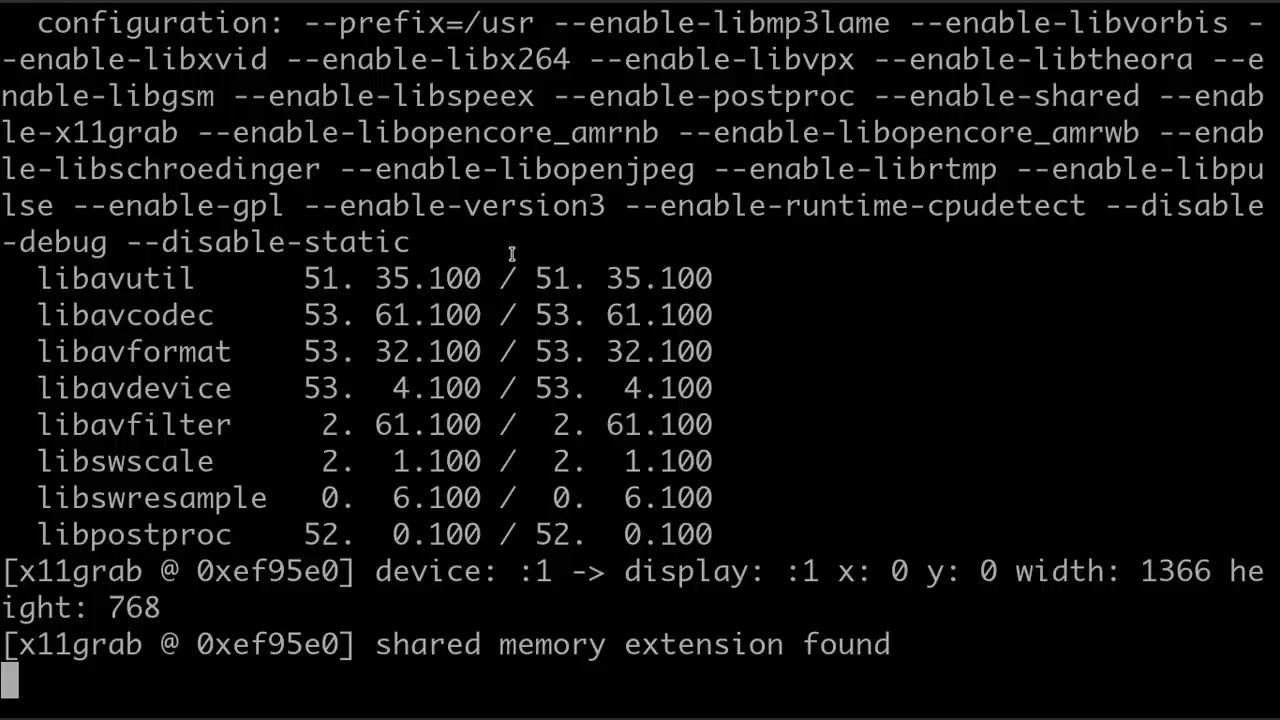 configuration: --prefix=/usr --enable-libmp3lame --enable-libvorbis -
-enable-libxvid --enable-libx264 --enable-libvpx --enable-libtheora --e
nable-libgsm --enable-libspeex --enable-postproc --enable-shared --enab
le-x11grab --enable-libopencore_amrnb --enable-libopencore_amrwb --enab
le-libschroedinger --enable-libopenjpeg --enable-librtmp --enable-libpu
lse --enable-gpl --enable-version3 --enable-runtime-cpudetect --disable
-debug --disable-static
libavutil 51. 35.100 / 51. 35.100
libavcodec 53. 61.100 / 53. 61.100
libavformat 53. 32.100 / 53. 32.100
libavdevice 53. 4.100 / 53. 4.100
libavfilter 2. 61.100 / 2. 61.100
libswscale 2. 1.100 / 2. 1.100
libswresample 0. 6.100 / 0. 6.100
libpostproc 52. 0.100 / 52. 0.100
[x11grab @ 0xef95e0] device: :1 -> display: :1 x: 0 y: 0 width: 1366 he
ight: 768
[x11grab @ 0xef95e0] shared memory extension found